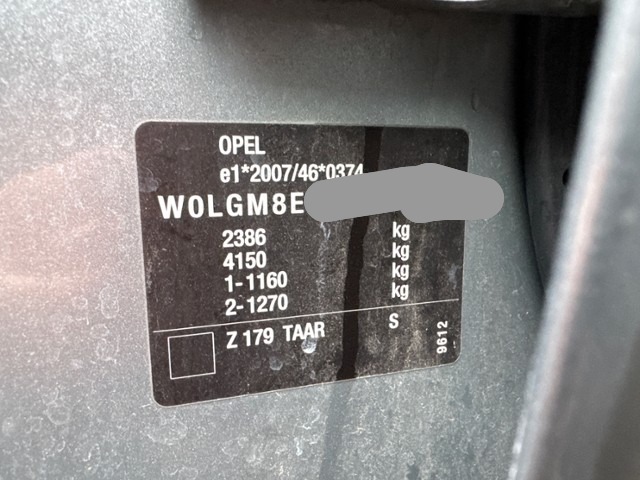 OPEL
e1*2007/46*0374
W0LGM8E
2386 kg
4150 kg
1-1160 kg
2-1270 kg
Z 179 TAAR S
9612